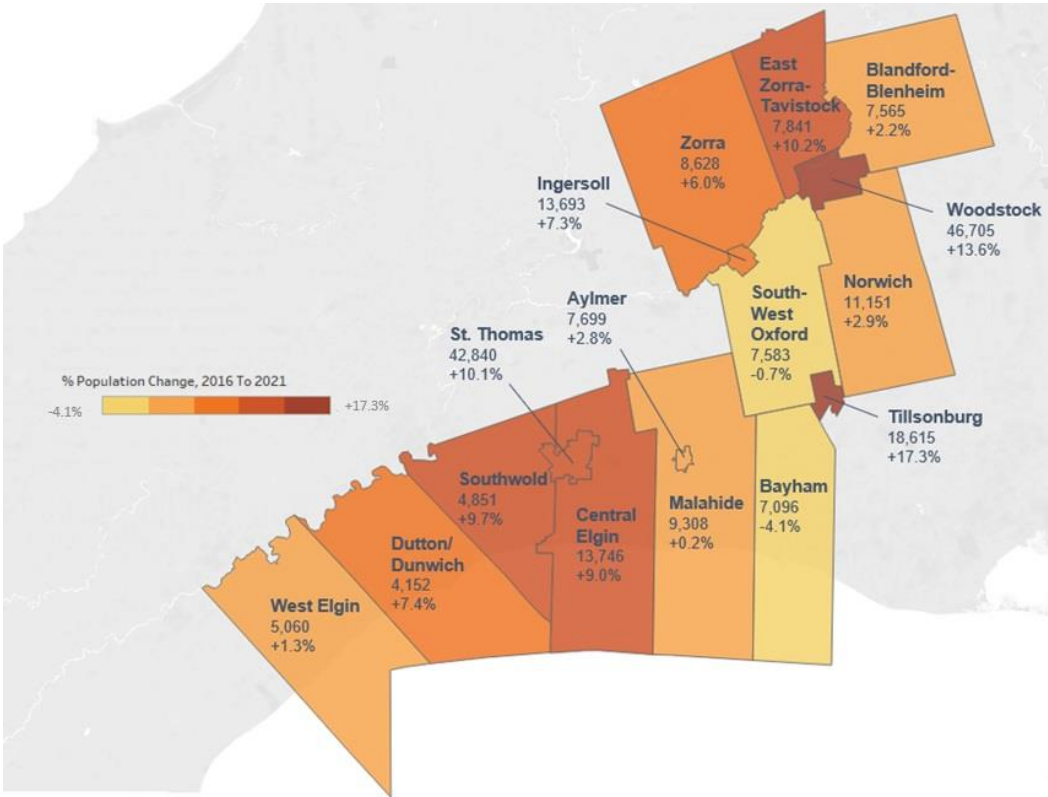 East
Zorra-
Tavistock
7,841
+10.2%
Blandford-
Blenheim
7,565
+2.2%
Zorra
8,628
+6.0%
Ingersoll
13,693
+7.3%
Woodstock
46,705
+13.6%
Aylmer
7,699
+2.8%
South-
West
Oxford
7,583
-0.7%
Norwich
11,151
+2.9%
St. Thomas
42,840
+10.1%
% Population Change, 2016 To 2021
-4.1%
+17.3%
Tillsonburg
18,615
+17.3%
Southwold
4,851
+9.7%
Central
Elgin
13,746
+9.0%
Malahide
9,308
+0.2%
Bayham
7,096
-4.1%
Dutton/
Dunwich
4,152
+7.4%
West Elgin
5,060
+1.3%